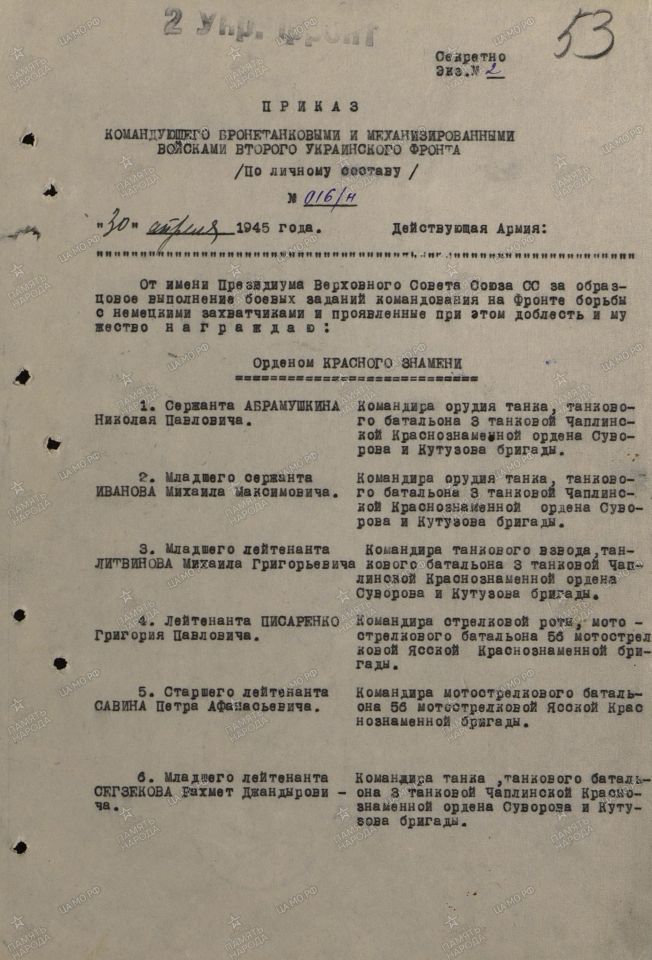 2 Укр. фронт
53
Секретно
Экз.№ 2
ПРИКАЗ
КОМАНДУЮЩЕГО БРОНЕТАНКОВЫМИ И МЕХАНИЗИРОВАННЫМИ
ВОЙСКАМИ ВТОРОГО УКРАИНСКОГО ФРОНТА
/По личному составу /
№ 016/н
"30" апреля 1945 года. Действующая Армия:
От имени Президиума Верховного Совета Союза СС за образ-
цовое выполнение боевых заданий командования на Фронте борьбы
с немецкими захватчиками и проявленные при этом доблесть и му
жество награждаю:
Орденом КРАСНОГО ЗНАМЕНИ
1. Сержанта АБРАМУШКИНА
Николая Павловича.
Командира орудия танка, танково-
го батальона 3 танковой Чаплинс-
кой Краснознаменной ордена Суво-
рова и Кутузова бригады.
2. Младшего сержанта
ИВАНОВА Михаила Максимовича.
Командира орудия танка, танково-
го батальона 3 танковой Чаплинс-
кой Краснознаменной ордена Суво-
рова и Кутузова бригады.
3. Младшего лейтенанта
ЛИТВИНОВА Михаила Григорьевича
Командира танкового взвода,тан-
кового батальона 3 танковой Чап-
линской Краснознаменной ордена
Суворова и Кутузова бригады.
4. Лейтенанта ПИСАРЕНКО
Григория Павловича.
Командира стрелковой роты, мото -
стрелкового батальона 56 мотострел
ковой Ясской Краснознаменной бри-
гады.
5. Старшего лейтенанта
САВИНА Петра Афанасьевича.
Командира мотострелкового баталь-
она 56 мотострелковой Ясской Крас
нознаменной бригады.
6. Младшего лейтенанта
СЕГЗЕКОВА Рахмет Джандырови -
ча.
Командира танка ,танкового баталь-
она 3 танковой Чаплинской Красно-
знаменной ордена Суворова и Куту-
зова бригады.